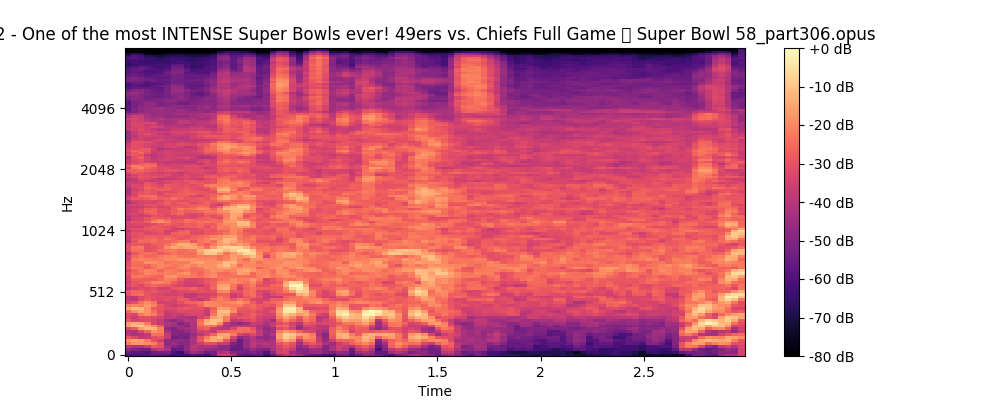 2 - One of the most INTENSE Super Bowls ever! 49ers vs. Chiefs Full Game ▯ Super Bowl 58_part306.opus
+0 dB
4096
-10 dB
-20 dB
2048
-30 dB
Hz
1024
-40 dB
-50 dB
512
-60 dB
-70 dB
0
-80 dB
0 0.5 1 1.5 2 2.5
Time